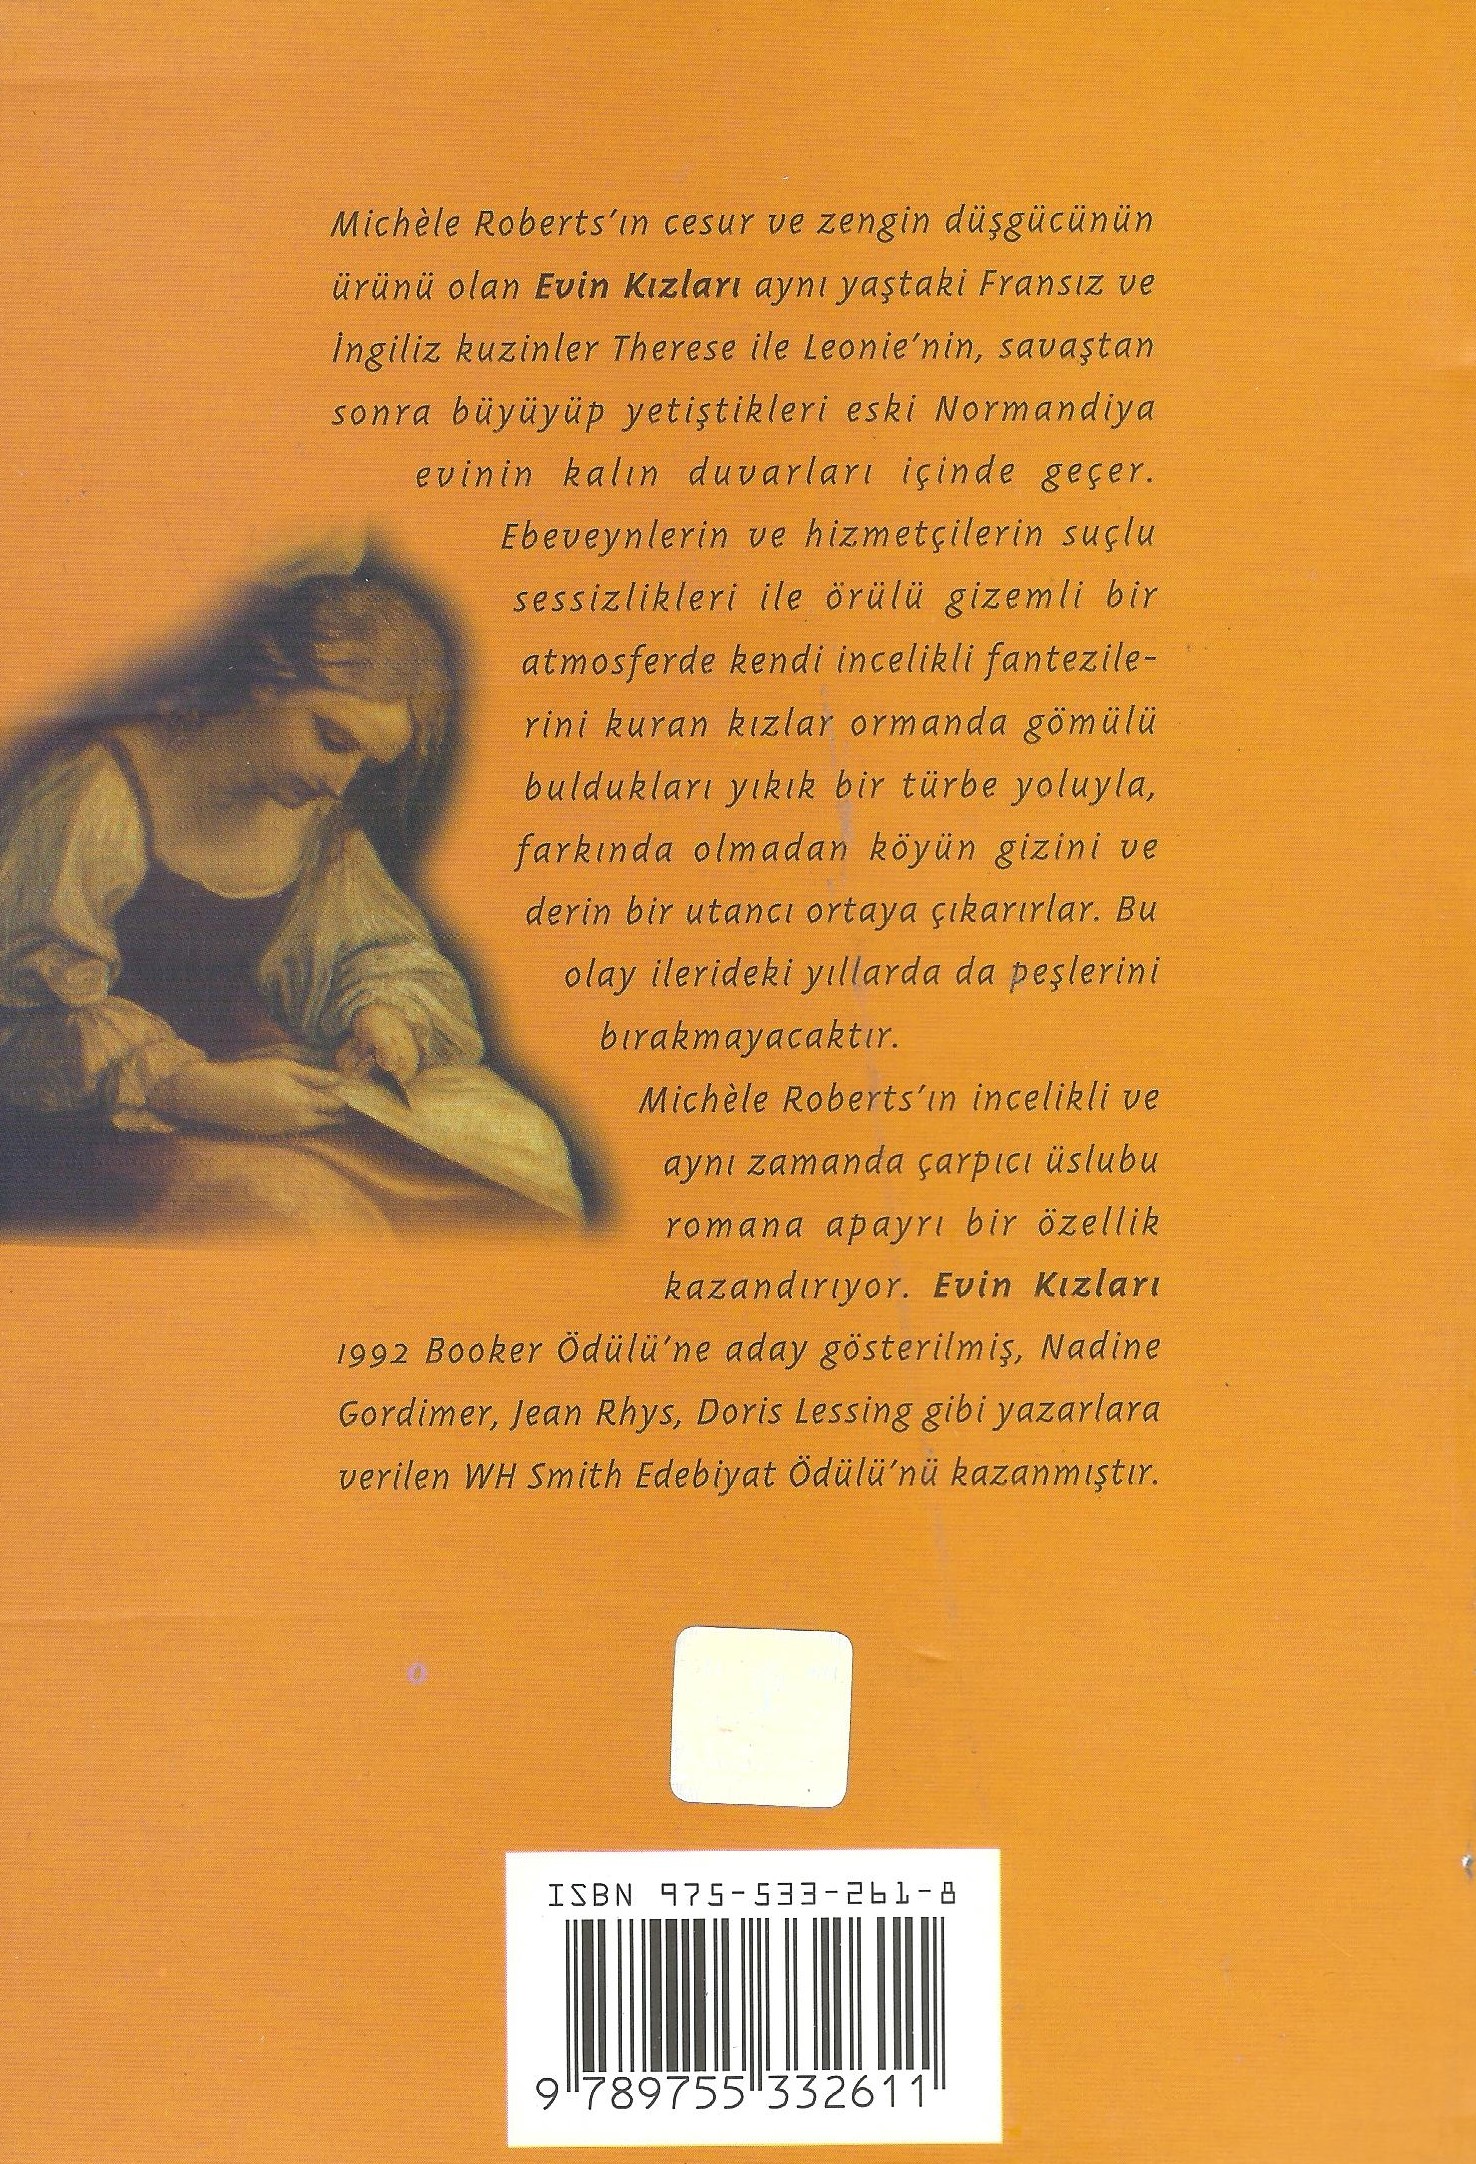 Michèle Roberts'ın cesur ve zengin düşgücünün
ürünü olan Evin Kızları aynı yaştaki Fransız ve
İngiliz kuzinler Therese ile Leonie'nin, savaştan
sonra büyüyüp yetiştikleri eski Normandiya
evinin kalın duvarları içinde geçer.
Ebeveynlerin ve hizmetçilerin suçlu
sessizlikleri ile örülü gizemli bir
atmosferde kendi incelikli fantezile-
rini kuran kızlar ormanda gömülü
buldukları yıkık bir türbe yoluyla,
farkında olmadan köyün gizini ve
derin bir utancı ortaya çıkarırlar. Bu
olay ilerideki yıllarda da peşlerini
bırakmayacaktır.
Michèle Roberts'ın incelikli ve
aynı zamanda çarpıcı üslubu
romana apayrı bir özellik
kazandırıyor. Evin Kızları
1992 Booker Ödülü'ne aday gösterilmiş, Nadine
Gordimer, Jean Rhys, Doris Lessing gibi yazarlara
verilen WH Smith Edebiyat Ödülü'nü kazanmıştır.
ISBN 975-533-261-8
9 789755 332611